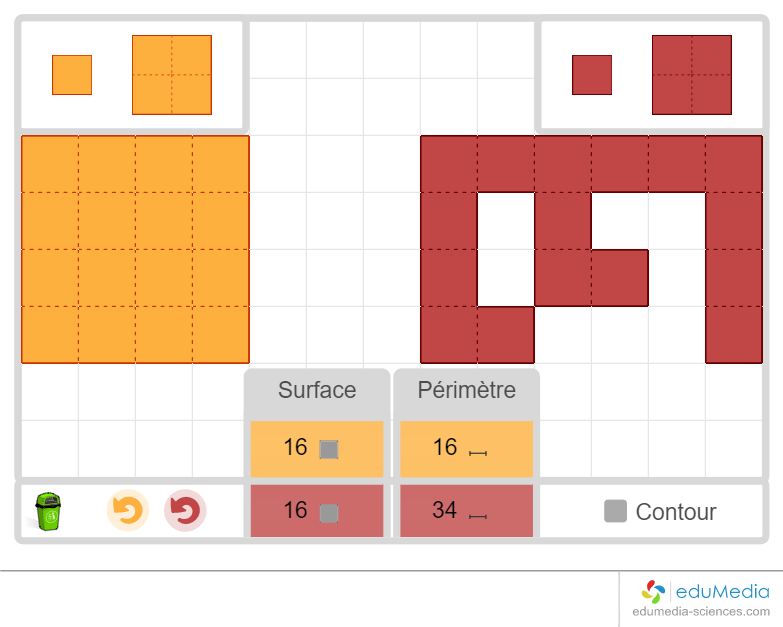 Surface Périmètre
16 16
16 34
Contour
eduMedia
edumedia-sciences.com